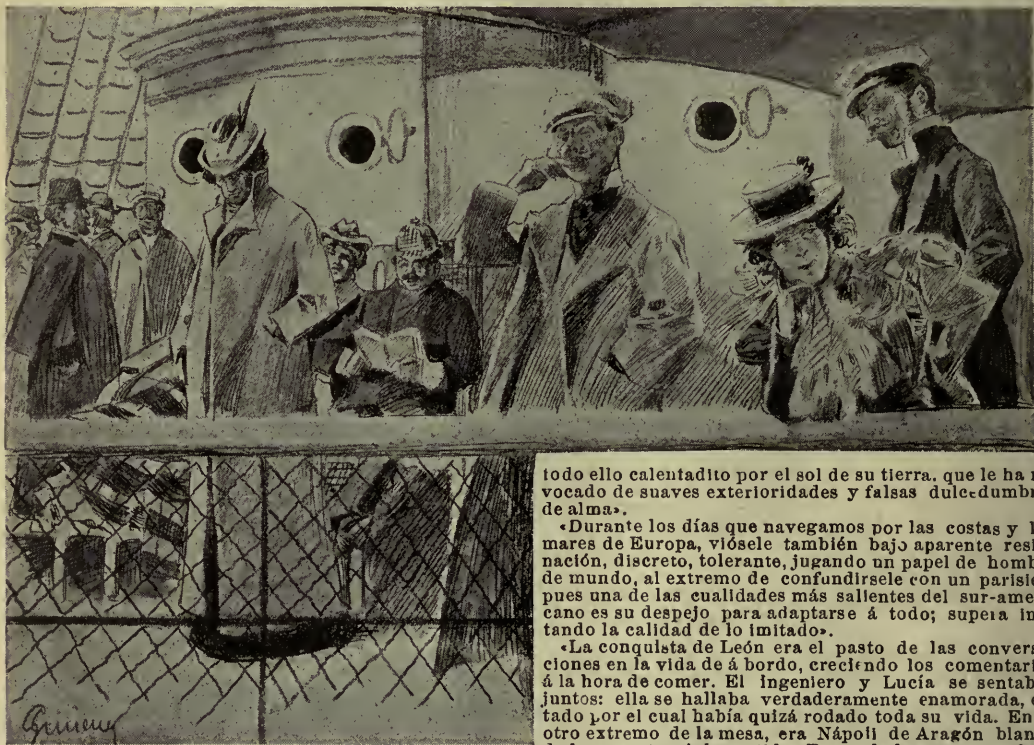 todo ello calentadito por el sol de su tierra. que le ha
vocado de suaves exterioridades y falsas dulcedumbr
de alma».
«Durante los días que navegamos por las costas y
mares de Europa, viósele también bajo aparente resi
nación, discreto, tolerante, jugando un papel de homb
de mundo, al extremo de confundirsele con un parisie
pues una de las cualidades más salientes del sur-ame
cano es su despejo para adaptarse á todo; supera im
tando la calidad de lo imitado».
«La conquista de León era el pasto de las convers
ciones en la vida de á bordo, creciendo los comentari
á la hora de comer. El ingeniero y Lucía se sentab
juntos: ella se hallaba verdaderamente enamorada,
tado por el cual había quizá rodado toda su vida. En
otro extremo de la mesa, era Nápoli de Aragón blan